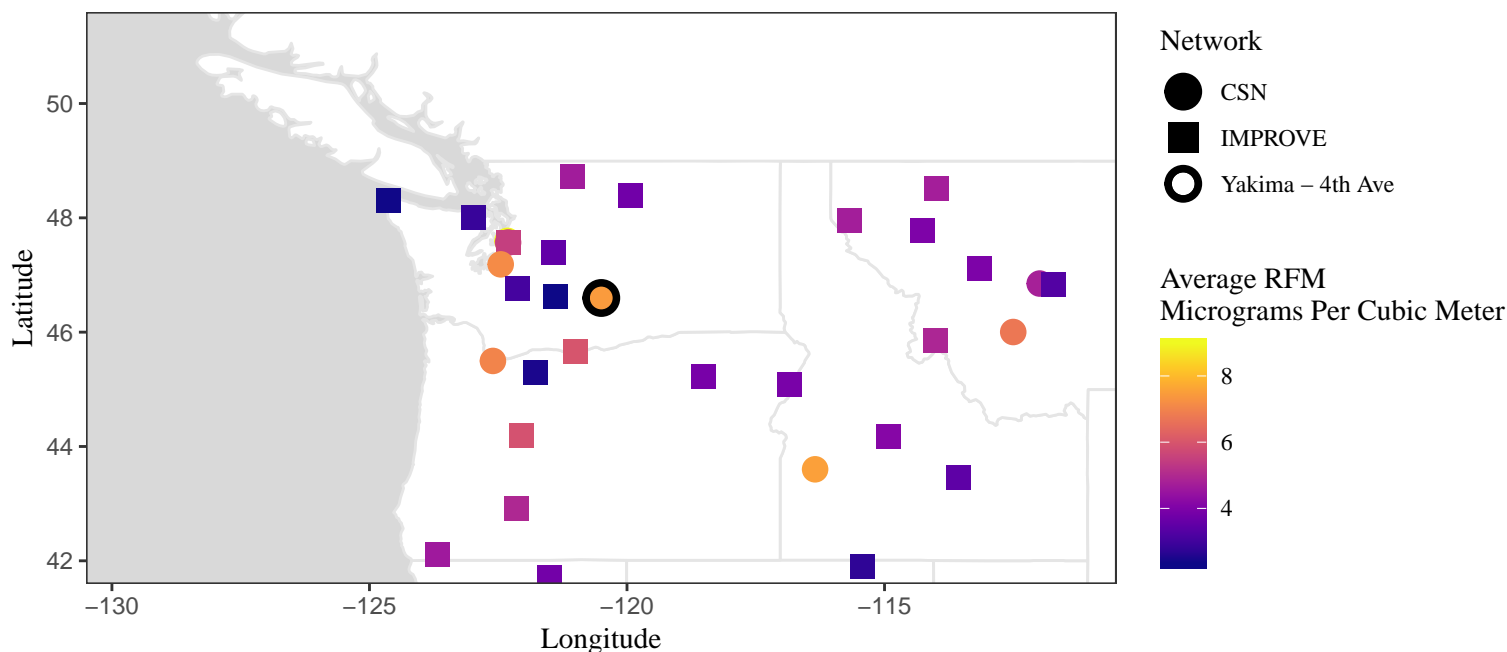 50
48
46
44
42
−130
−125
−120
−115
Longitude
Latitude
Network
CSN
IMPROVE
Yakima − 4th Ave
Average RFM
Micrograms Per Cubic Meter
8
6
4